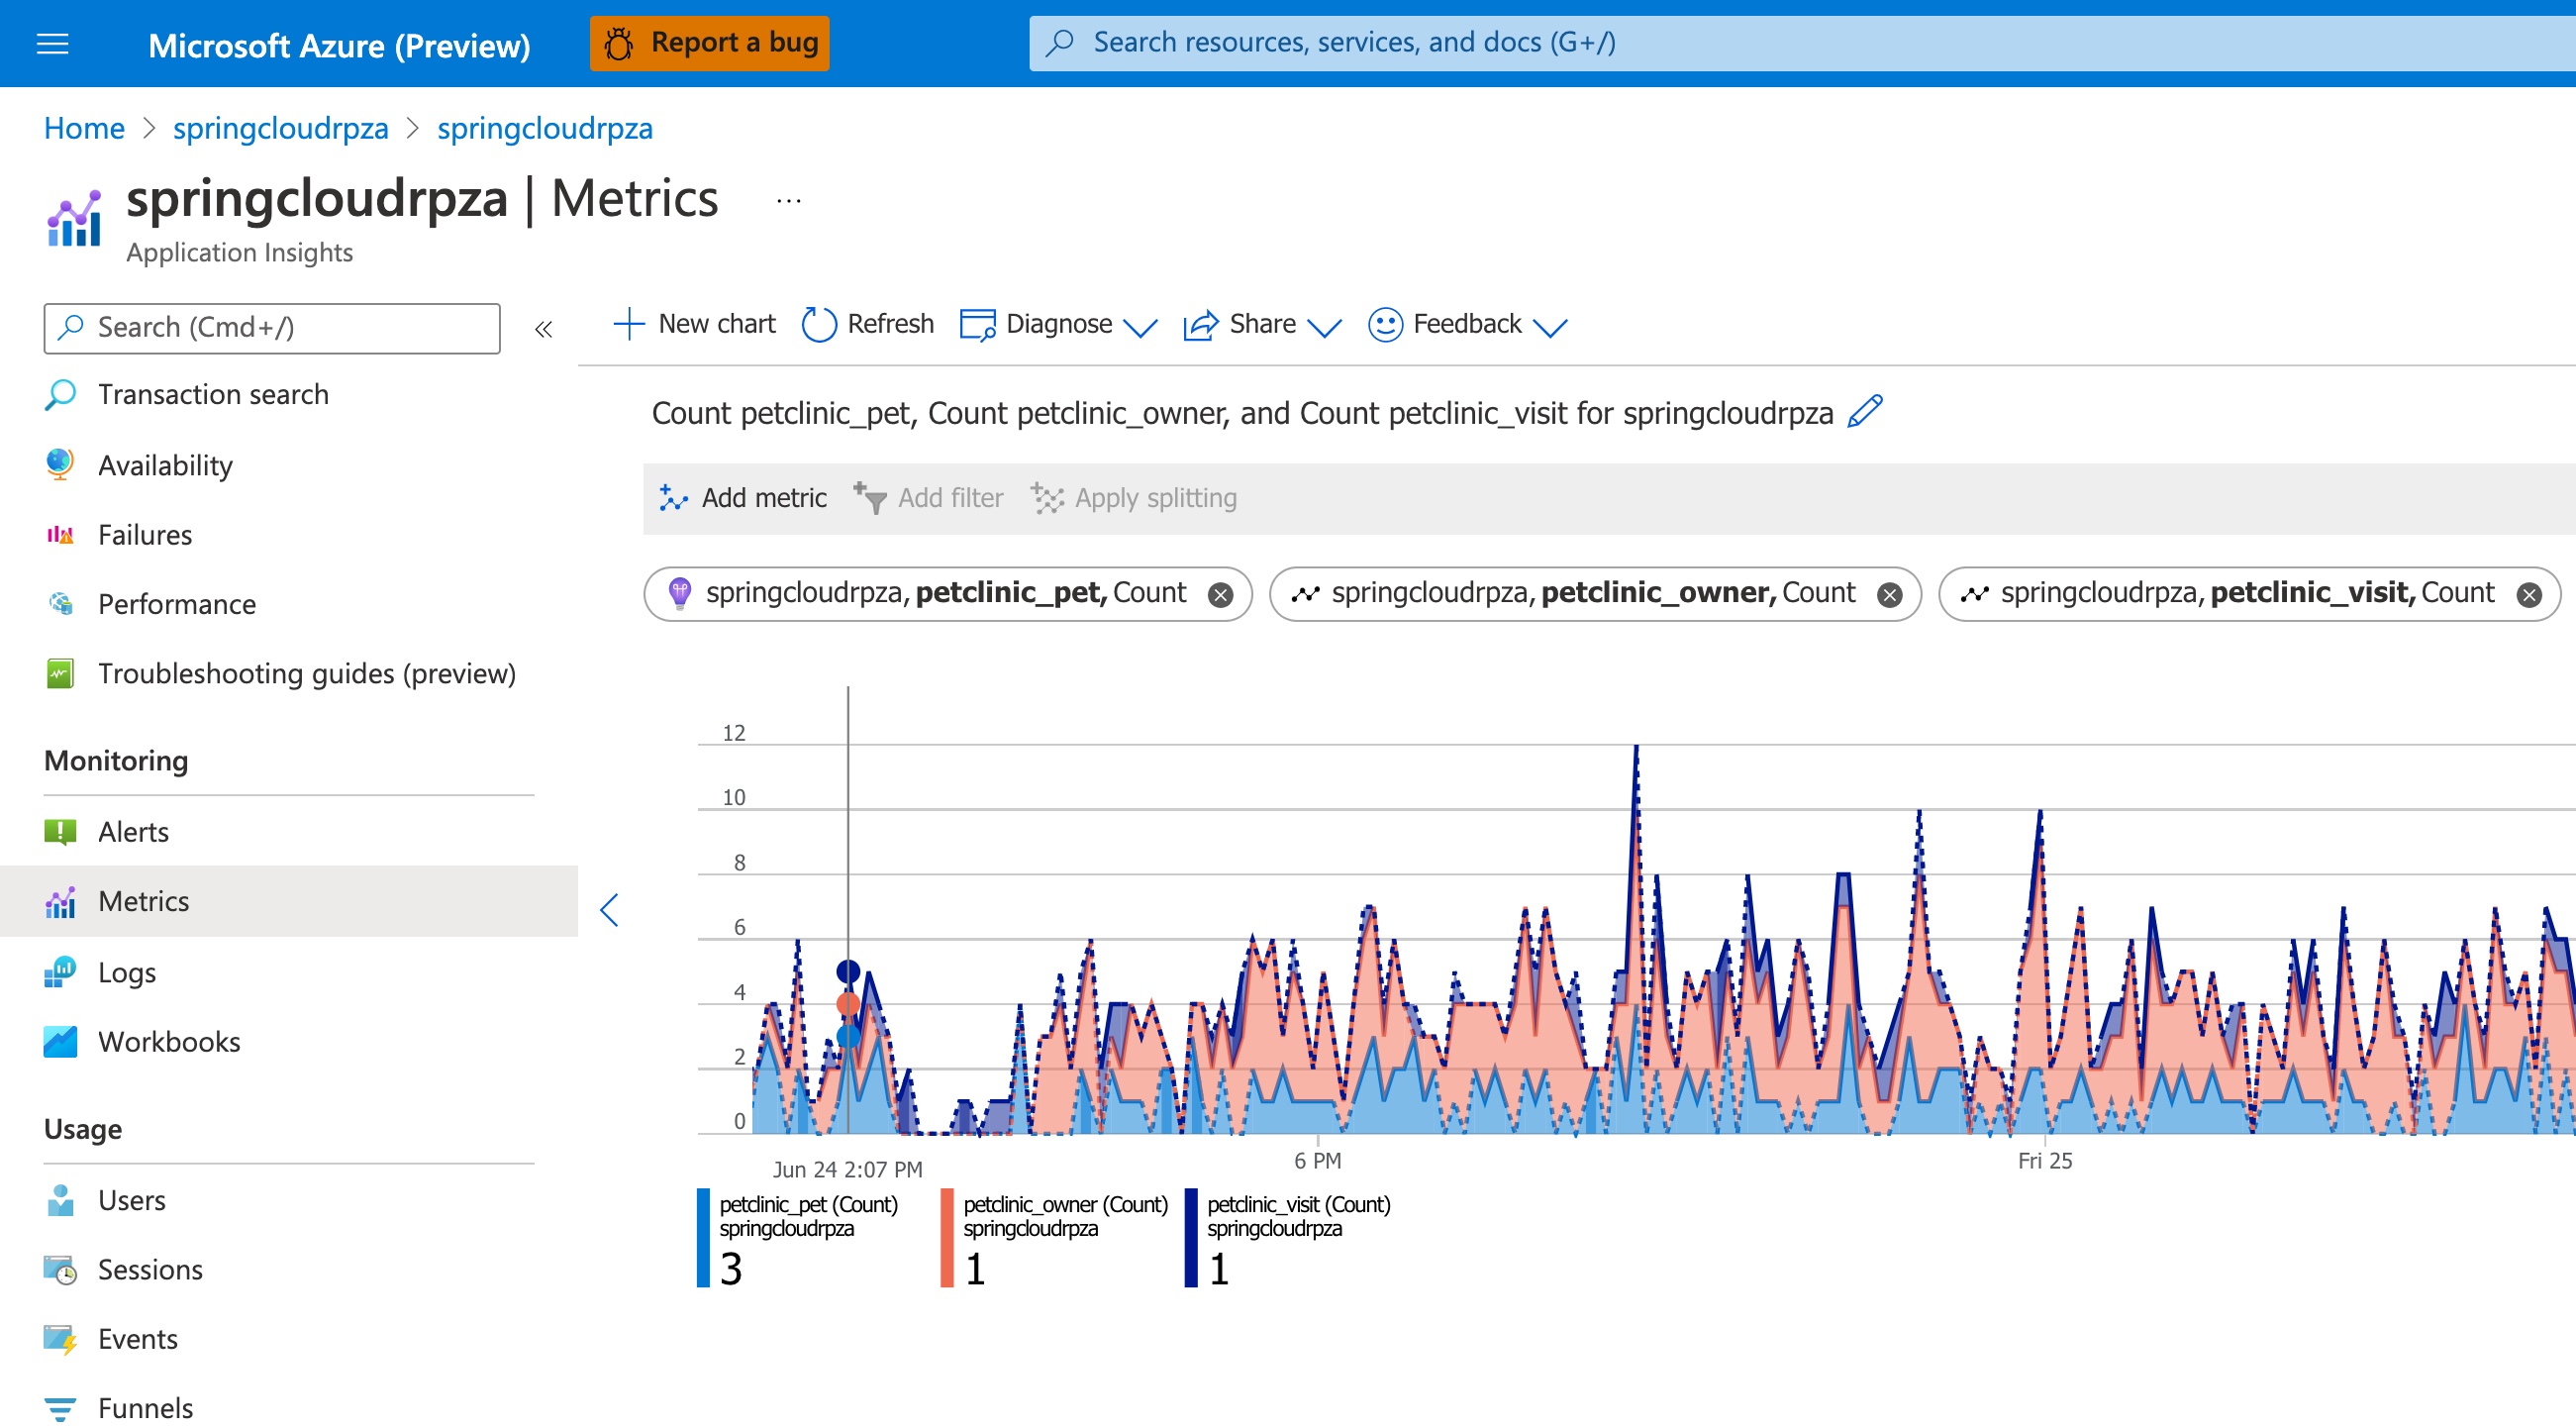 Microsoft Azure (Preview)
Report a bug
Search resources, services, and docs (G+/)
Home > springcloudrpza > springcloudrpza
springcloudrpza | Metrics ...
Application Insights
Search (Cmd+/)
«
New chart
Refresh
Diagnose
Share
Feedback
Transaction search
Availability
Failures
Performance
Troubleshooting guides (preview)
Monitoring
Alerts
Metrics
Logs
Workbooks
Usage
Users
Sessions
Events
Funnels
Count petclinic_pet, Count petclinic_owner, and Count petclinic_visit for springcloudrpza
Add metric
Add filter
Apply splitting
springcloudrpza, petclinic_pet, Count
springcloudrpza, petclinic_owner, Count
springcloudrpza, petclinic_visit, Count
12
10
8
6
4
2
0
Jun 24 2:07 PM
6 PM
Fri 25
petclinic_pet (Count)
springcloudrpza
3
petclinic_owner (Count)
springcloudrpza
1
petclinic_visit (Count)
springcloudrpza
1